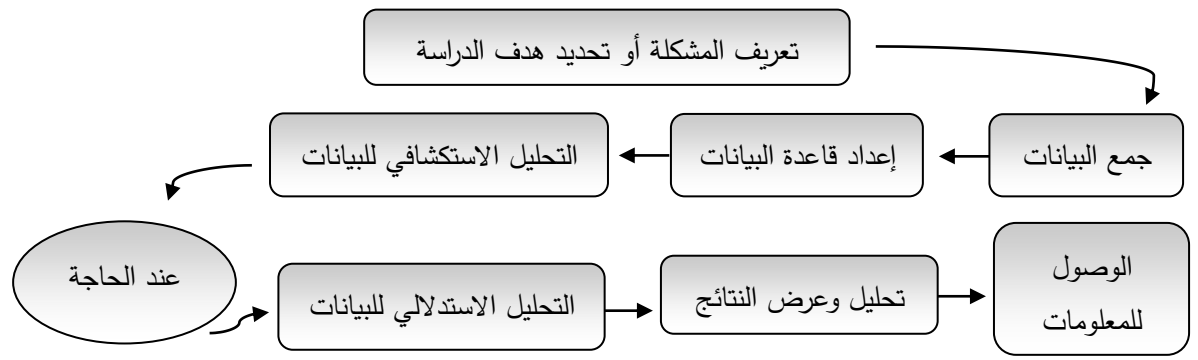 تعريف المشكلة أو تحديد هدف الدراسة
جمع البيانات
إعداد قاعدة البيانات
التحليل الاستكشافي للبيانات
عند الحاجة
التحليل الاستدلالي للبيانات
تحليل وعرض النتائج
الوصول
للمعلومات